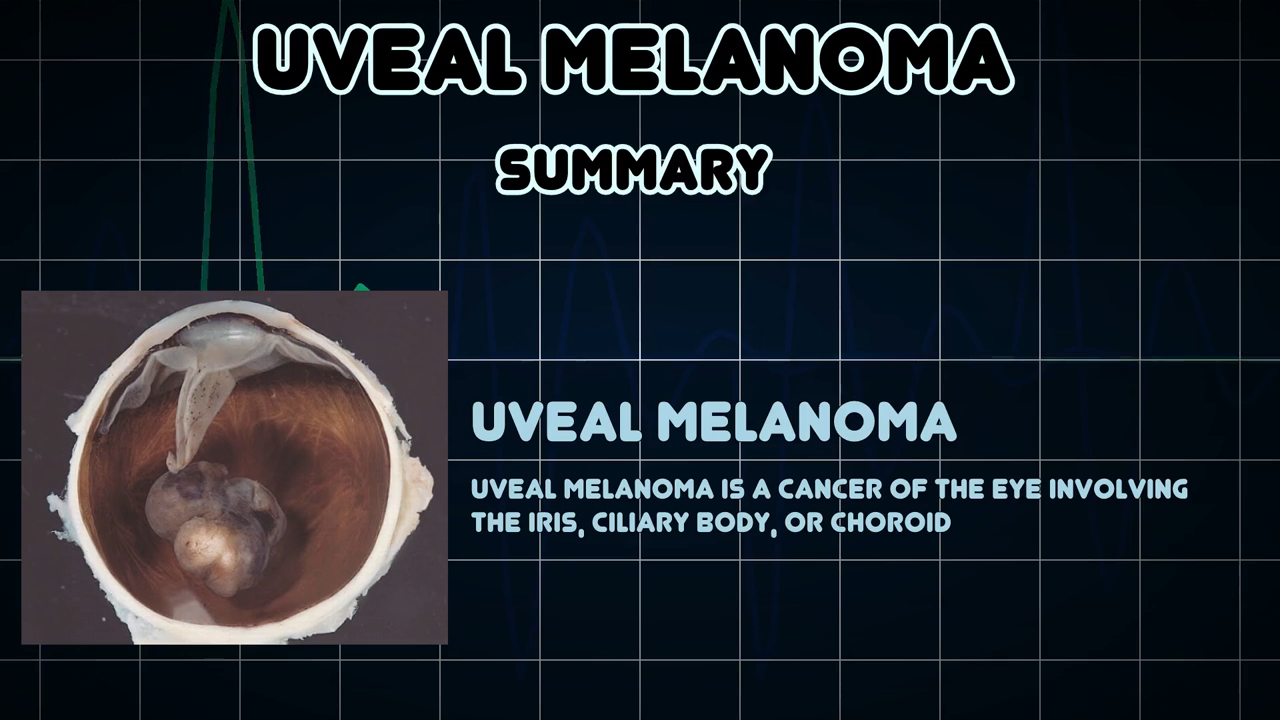 UVEAL MELANOMA
SUMMARY
UVEAL MELANOMA
UVEAL MELANOMA IS A CANCER OF THE EYE INVOLVING
THE IRIS, CILIARY BODY, OR CHOROID